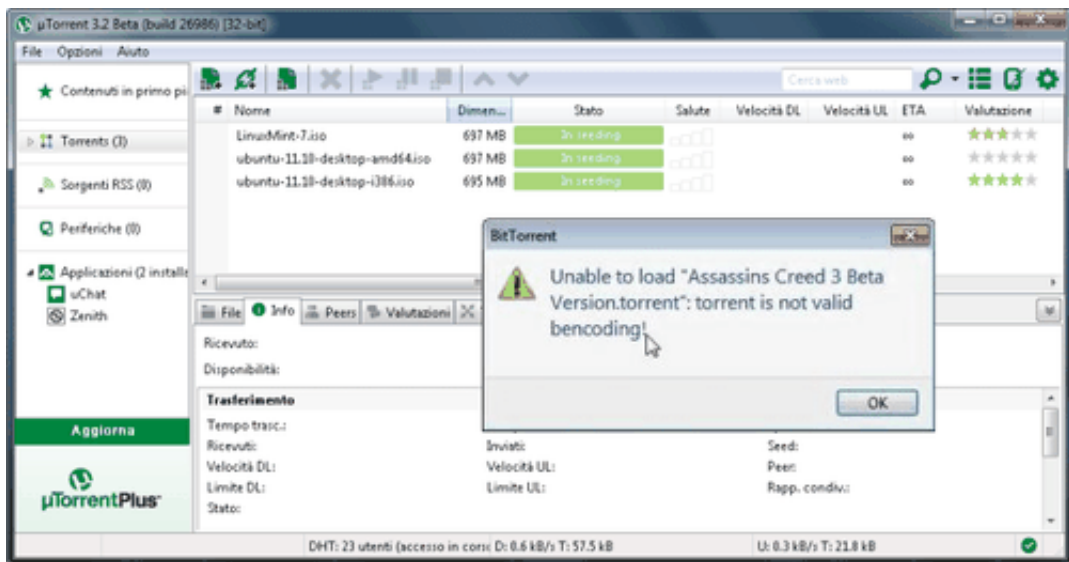 µTorrent 3.2 Beta (build 26986) [32-bit]
File Opzioni Aiuto
Contenuti in primo pi
Cerca web
# Nome Dimen... Stato Salute Velocità DL Velocità UL ETA Valutazione
Torrents (3)
LinuxMint-7.iso 697 MB In seeding ∞
ubuntu-11.10-desktop-amd64.iso 697 MB In seeding ∞
ubuntu-11.10-desktop-i386.iso 695 MB In seeding ∞
Sorgenti RSS (0)
Periferiche (0)
Applicazioni (2 installe
uChat
Zenith
BitTorrent
Unable to load "Assassins Creed 3 Beta
Version.torrent": torrent is not valid
bencoding!
OK
File Info Peers Valutazioni
Ricevuto:
Disponibilità:
Trasferimento
Tempo trasc.:
Ricevuti: Inviati: Seed:
Velocità DL: Velocità UL: Peer:
Limite DL: Limite UL: Rapp. condiv.:
Stato:
Aggiorna
µTorrentPlus
DHT: 23 utenti (accesso in corso D: 0.6 kB/s T: 57.5 kB U: 0.3 kB/s T: 21.8 kB